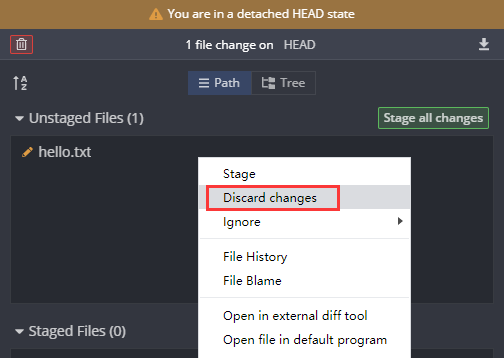 You are in a detached HEAD state
1 file change on HEAD
A
Z
Path
Tree
Unstaged Files (1)
Stage all changes
hello.txt
Stage
Discard changes
Ignore
File History
File Blame
Open in external diff tool
Open file in default program
Staged Files (0)